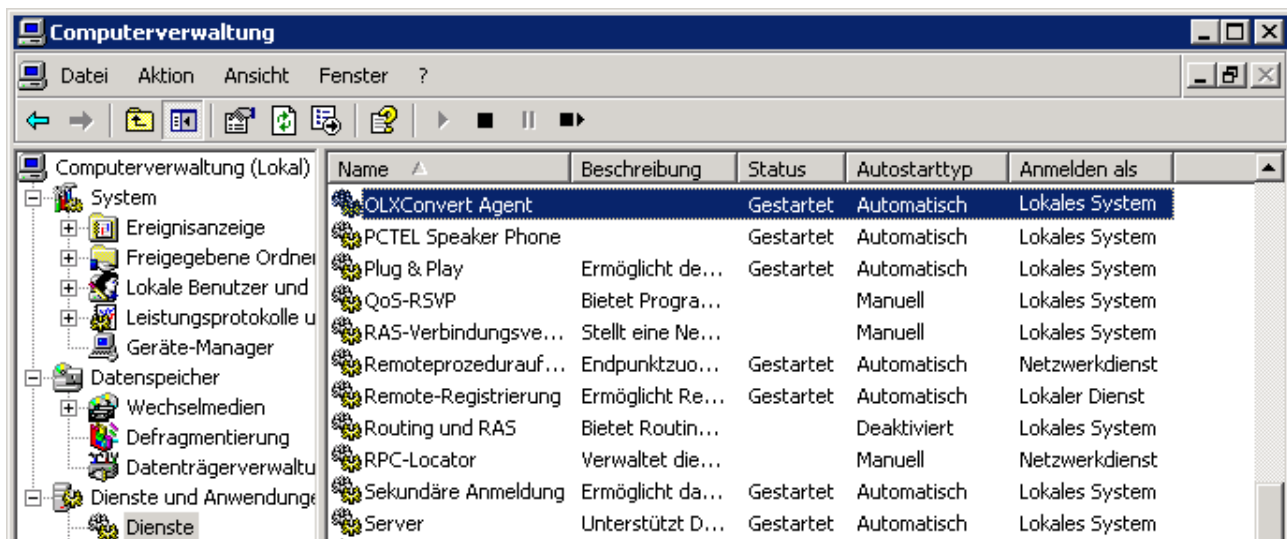 Computerverwaltung
Datei Aktion Ansicht Fenster ?
Computerverwaltung (Lokal)
System
Ereignisanzeige
Freigegebene Ordner
Lokale Benutzer und
Leistungsprotokolle u
Geräte-Manager
Datenspeicher
Wechselmedien
Defragmentierung
Datenträgerverwaltu
Dienste und Anwendunge
Dienste
Name Beschreibung Status Autostarttyp Anmelden als
OLXConvert Agent Gestartet Automatisch Lokales System
PCTEL Speaker Phone Gestartet Automatisch Lokales System
Plug & Play Ermöglicht de... Gestartet Automatisch Lokales System
QoS-RSVP Bietet Progra... Manuell Lokales System
RAS-Verbindungsve... Stellt eine Ne... Manuell Lokales System
Remoteprozedurauf... Endpunktzuo... Gestartet Automatisch Netzwerkdienst
Remote-Registrierung Ermöglicht Re... Gestartet Automatisch Lokaler Dienst
Routing und RAS Bietet Routin... Deaktiviert Lokales System
RPC-Locator Verwaltet die... Manuell Netzwerkdienst
Sekundäre Anmeldung Ermöglicht da... Gestartet Automatisch Lokales System
Server Unterstützt D... Gestartet Automatisch Lokales System